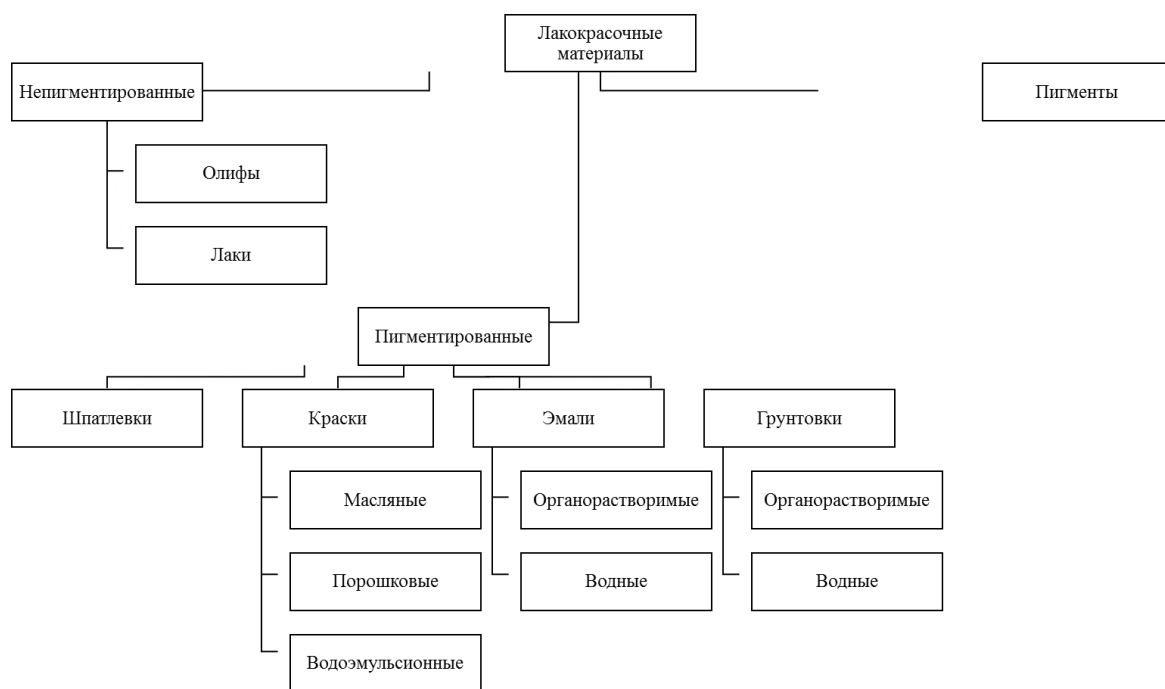 Лакокрасочные
материалы
Непигментированные
Пигменты
Олифы
Лаки
Пигментированные
Шпатлевки
Краски
Эмали
Грунтовки
Масляные
Органорастворимые
Органорастворимые
Порошковые
Водные
Водные
Водоэмульсионные